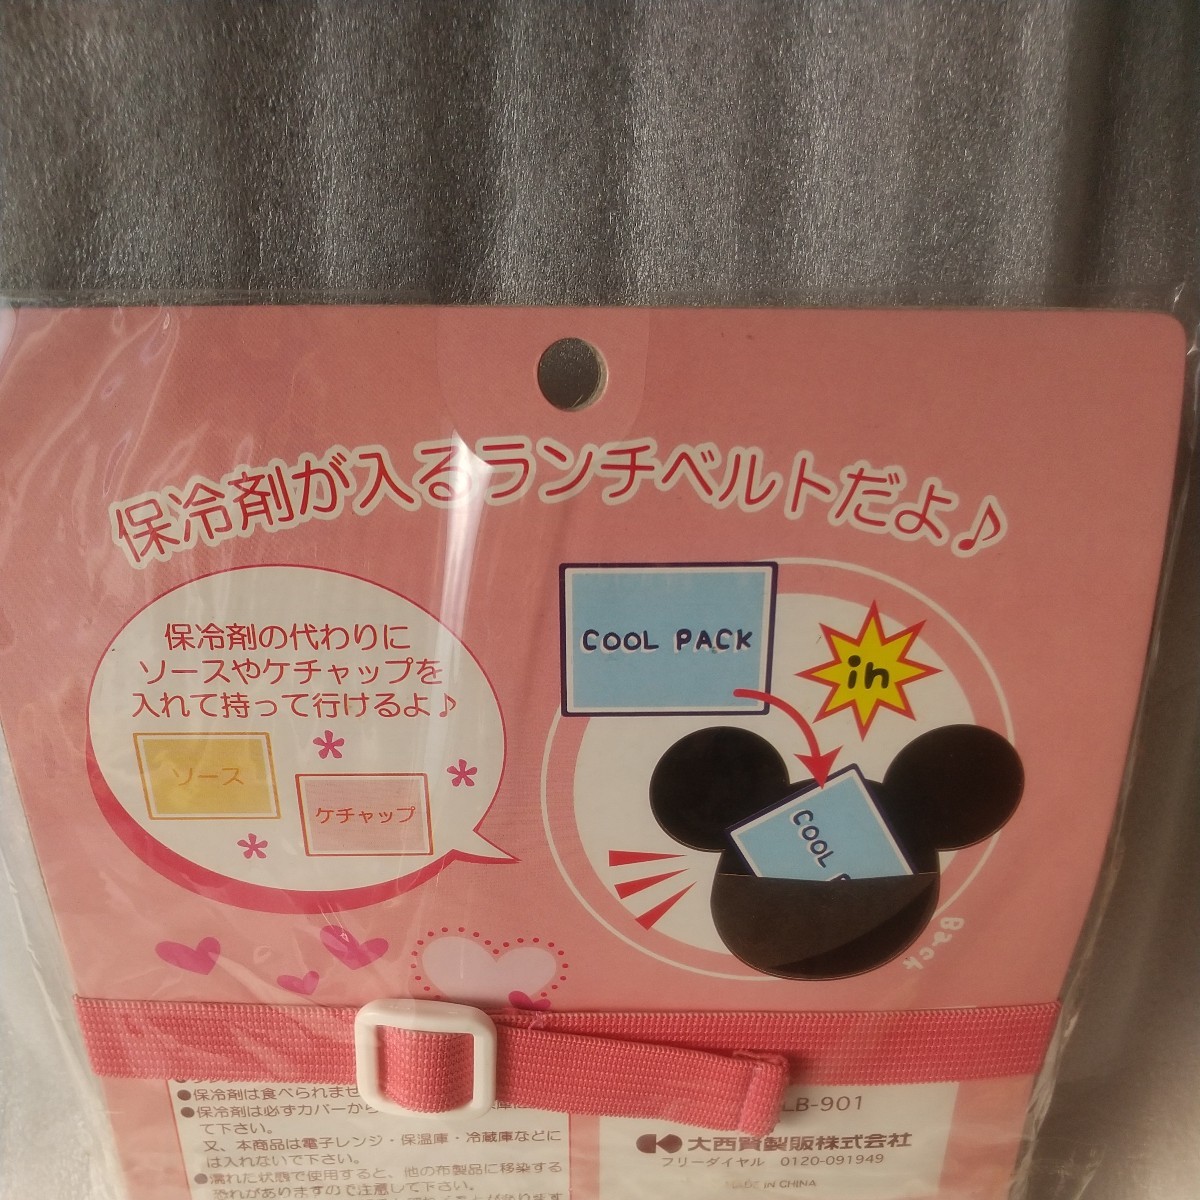 保冷剤が入るランチベルトだよ♪
保冷剤の代わりに
ソースやケチャップを
入れて持って行けるよ♪
ソース
ケチャップ
COOL PACK
in
COOL P
Back
●保冷剤は食べられませ
●保冷剤は必ずカバーから
て下さい。
又、本商品は電子レンジ・保温庫・冷蔵庫などに
は入れないで下さい。
●濡れた状態で使用すると、他の布製品に移染する
恐れがありますので注意して下さい。
LB-901
大西賢製販株式会社
フリーダイヤル 0120-091949
MADE IN CHINA